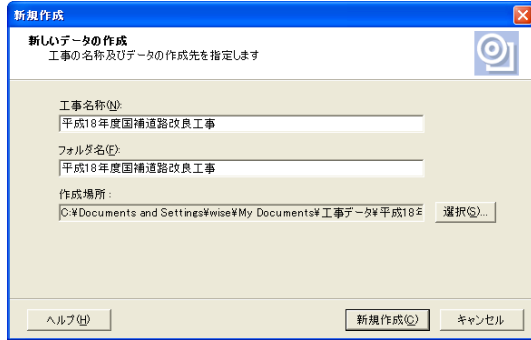 新規作成
新しいデータの作成
工事の名称及びデータの作成先を指定します
工事名称(N):
平成18年度国補道路改良工事
フォルダ名(F):
平成18年度国補道路改良工事
作成場所:
C:¥Documents and Settings¥wise¥My Documents¥工事データ¥平成18年
選択(S)...
ヘルプ(H)
新規作成(C)
キャンセル